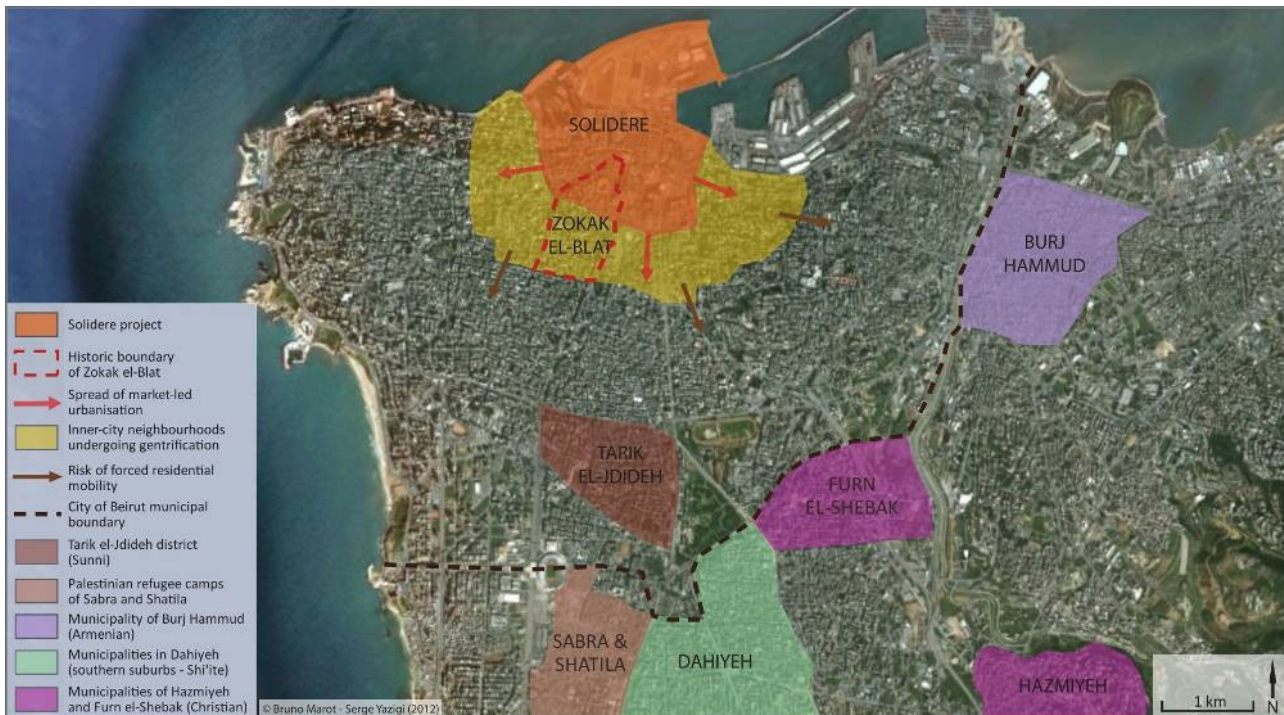 SOLIDERE
ZOKAK
EL-BLAT
BURJ
HAMMUD
TARIK
EL-JDIDEH
FURN
EL-SHEBAK
SABRA &
SHATILA
DAHIYEH
HAZMIYEH
Solidere project
Historic boundary
of Zokak el-Blat
Spread of market-led
urbanisation
Inner-city neighbourhoods
undergoing gentrification
Risk of forced residential
mobility
City of Beirut municipal
boundary
Tarik el-Jdideh district
(Sunni)
Palestinian refugee camps
of Sabra and Shatila
Municipality of Burj Hammud
(Armenian)
Municipalities in Dahiyeh
(southern suburbs - Shi'ite)
Municipalities of Hazmiyeh
and Furn el-Shebak (Christian)
© Bruno Marot - Serge Yazigi (2012)
1 km
N